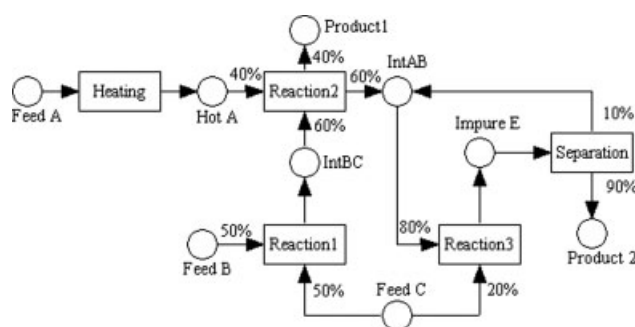 Product1
40%
IntAB
Heating
40%
Reaction2
60%
Feed A
Hot A
60%
Impure E
10%
Separation
IntBC
90%
50%
Reaction1
80%
Reaction3
Feed B
Product 2
50%
Feed C
20%